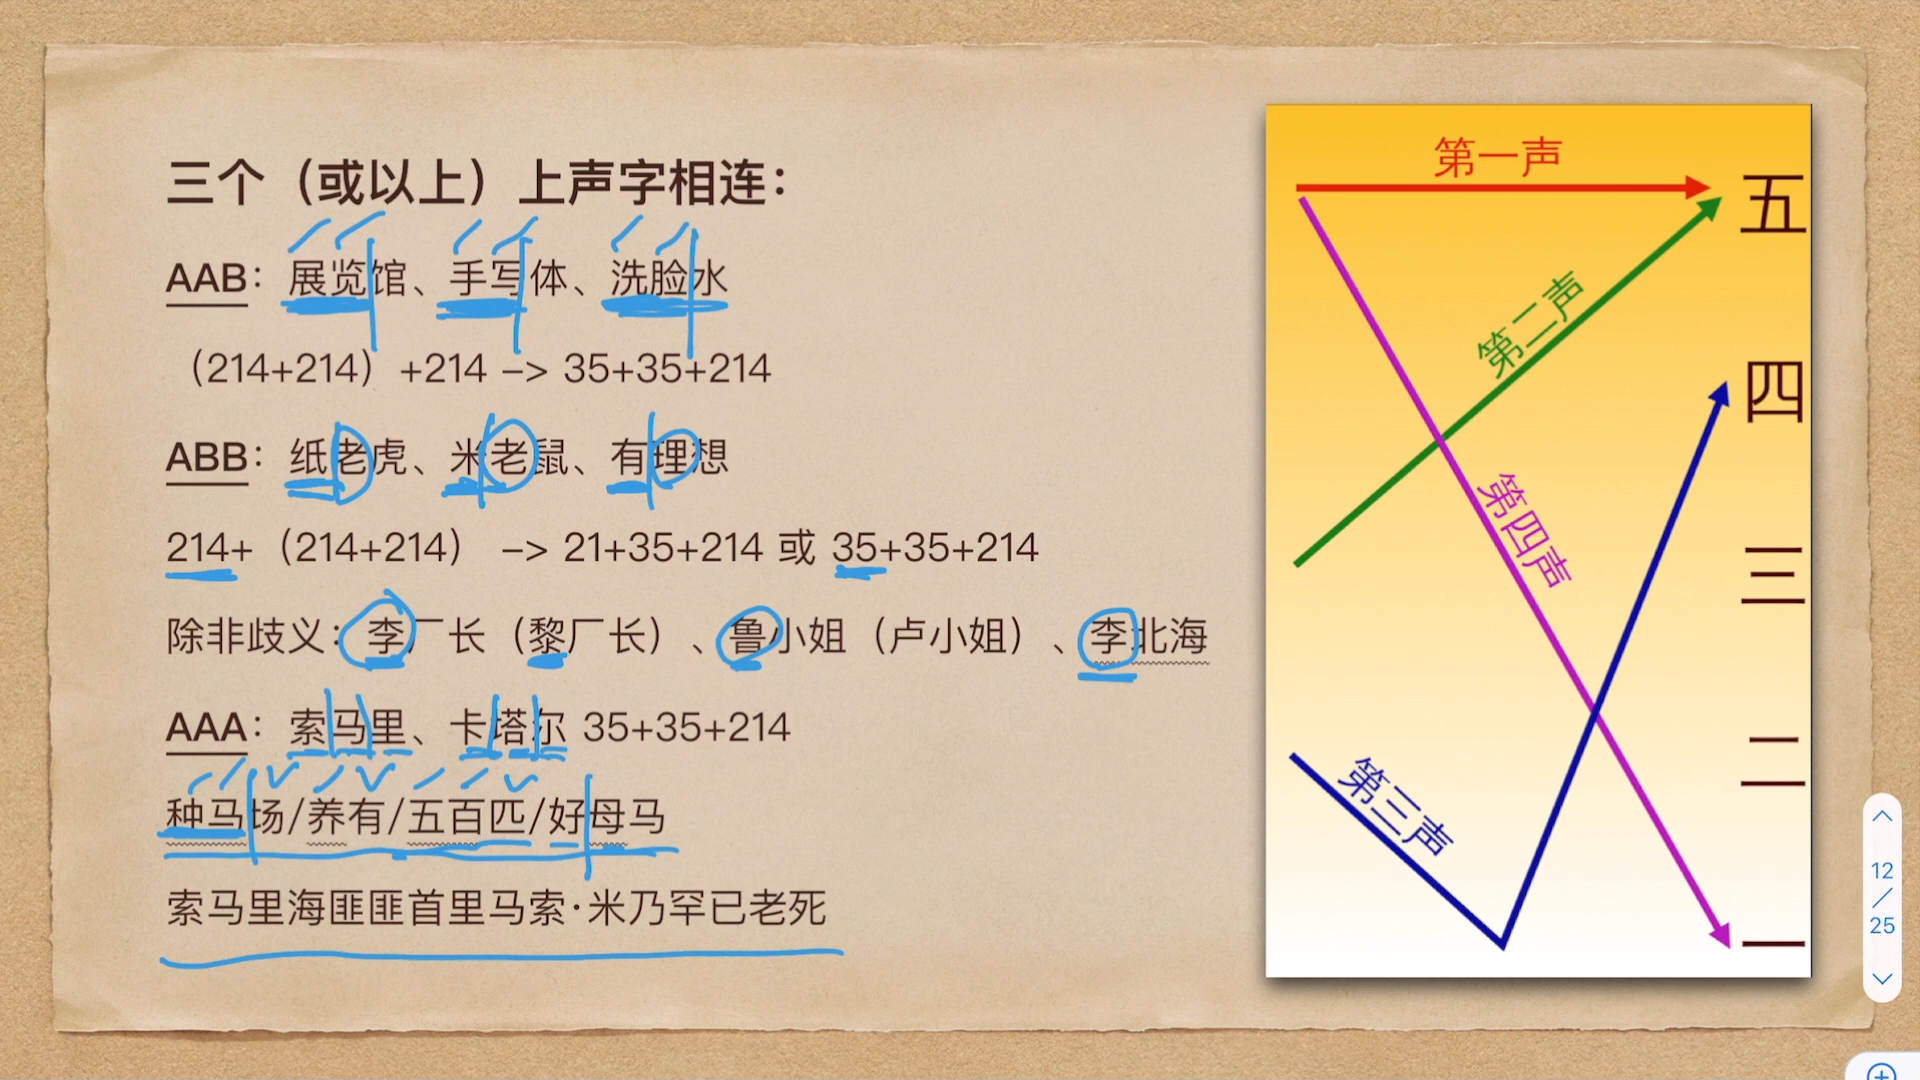 三个（或以上）上声字相连：
AAB：展览馆、手写体、洗脸水
（214+214）+214 –> 35+35+214
ABB：纸老虎、米老鼠、有理想
214+（214+214） –> 21+35+214 或 35+35+214
除非歧义：李厂长（黎厂长）、鲁小姐（卢小姐）、李北海
AAA：索马里、卡塔尔 35+35+214
种马场/养有/五百匹/好母马
索马里海匪匪首里马索·米乃罕已老死
第一声
第二声
第四声
第三声
五
四
三
二
一
12
/
25